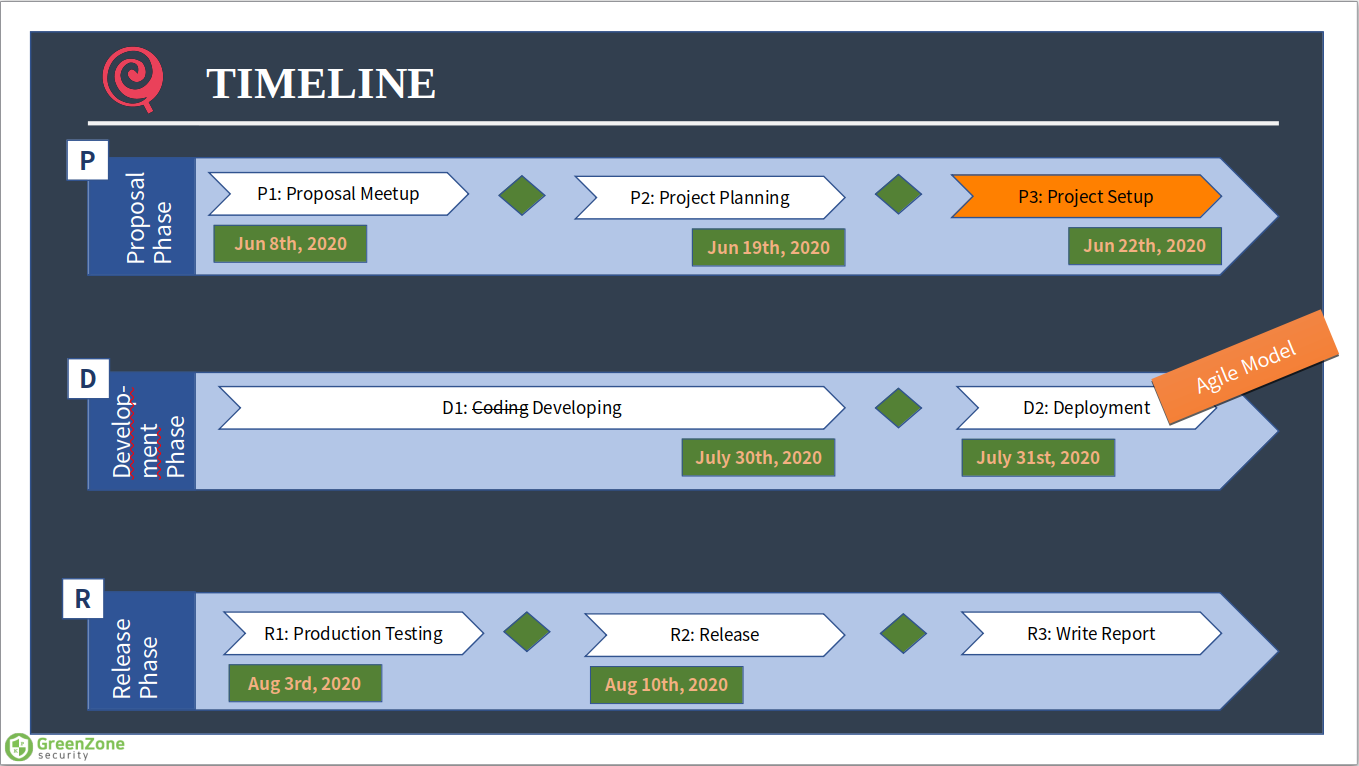 TIMELINE
P
Proposal
Phase
P1: Proposal Meetup
P2: Project Planning
P3: Project Setup
Jun 8th, 2020
Jun 19th, 2020
Jun 22th, 2020
Agile Model
D
Develop-
ment
Phase
D1: Coding Developing
D2: Deployment
July 30th, 2020
July 31st, 2020
R
Release
Phase
R1: Production Testing
R2: Release
R3: Write Report
Aug 3rd, 2020
Aug 10th, 2020
GreenZone
security